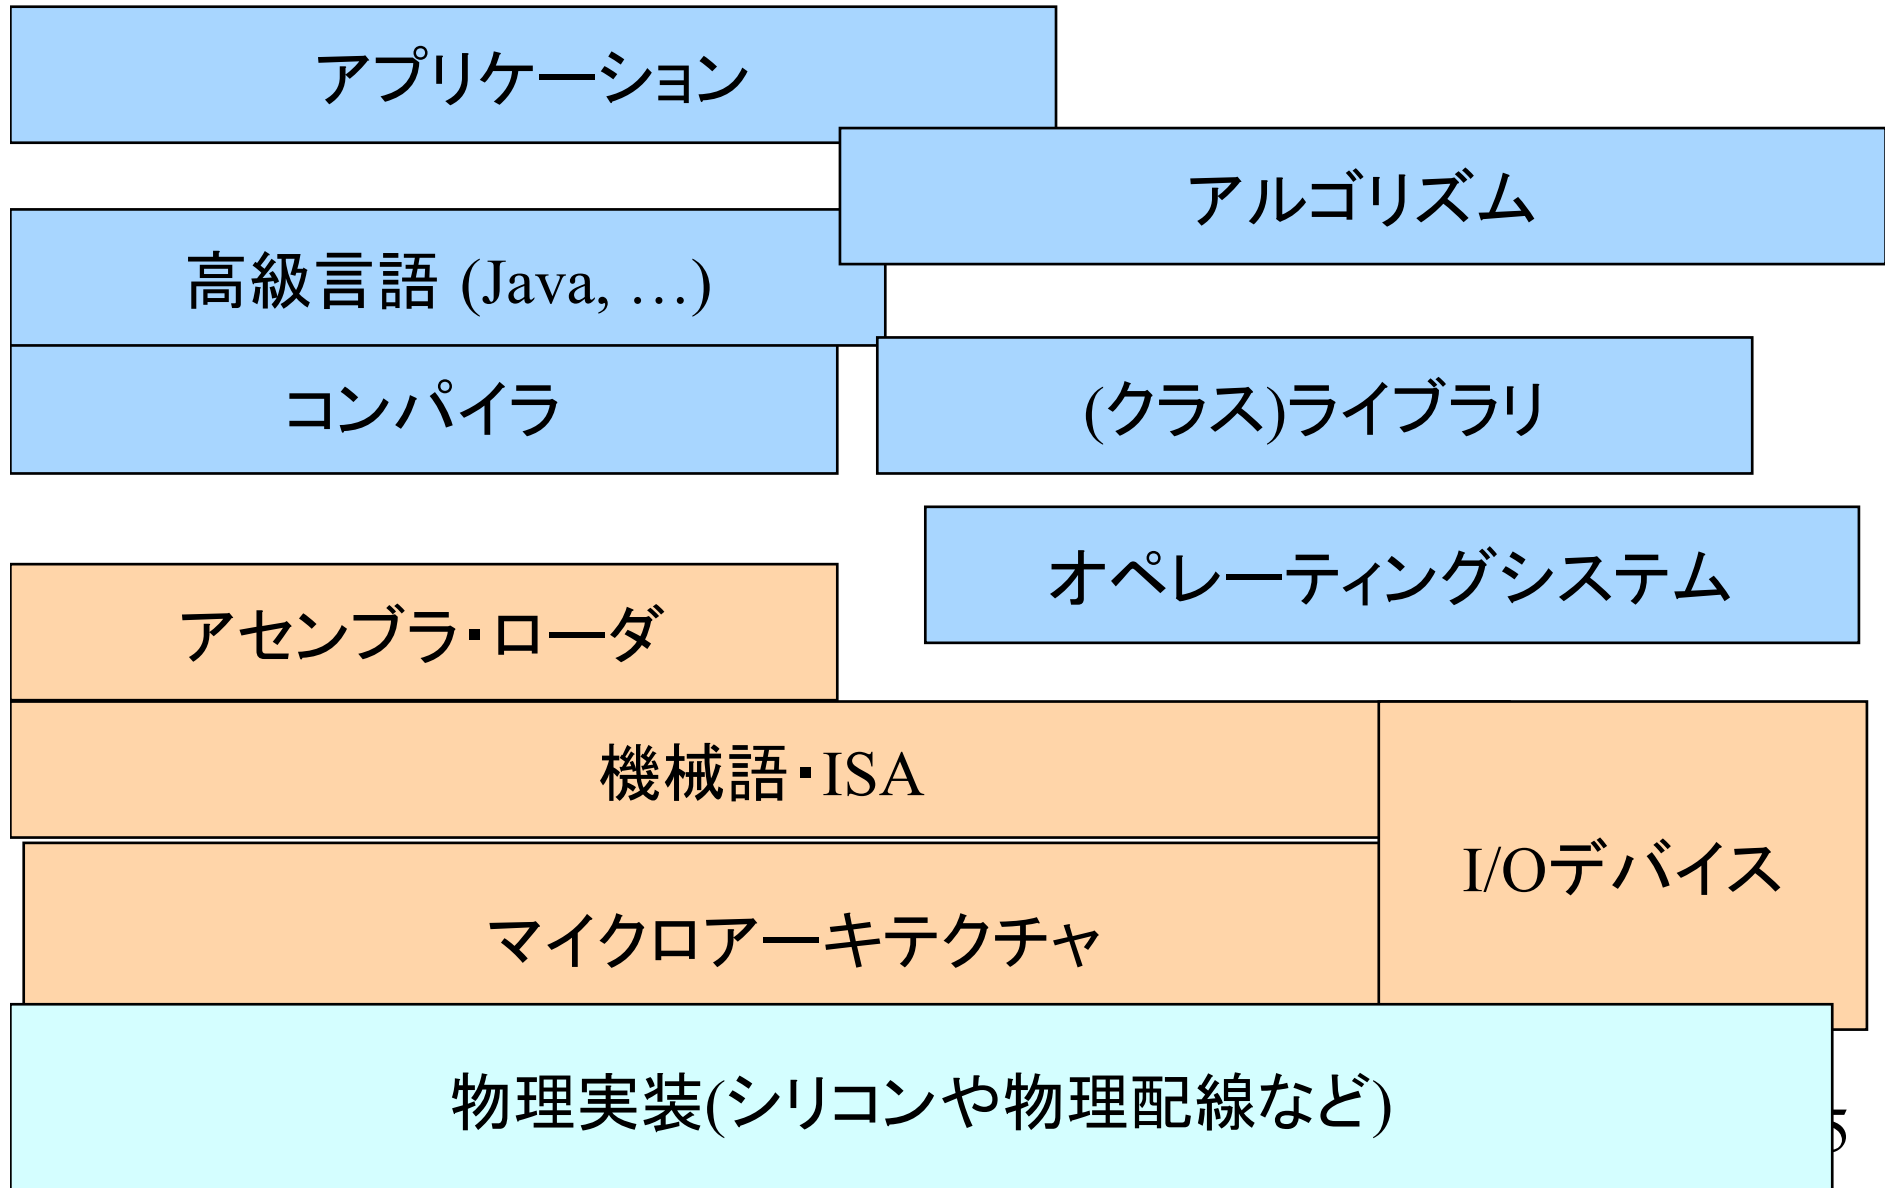 アプリケーション
アルゴリズム
高級言語 (Java, …)
コンパイラ
(クラス)ライブラリ
オペレーティングシステム
アセンブラ・ローダ
機械語・ISA
I/Oデバイス
マイクロアーキテクチャ
物理実装(シリコンや物理配線など)
5